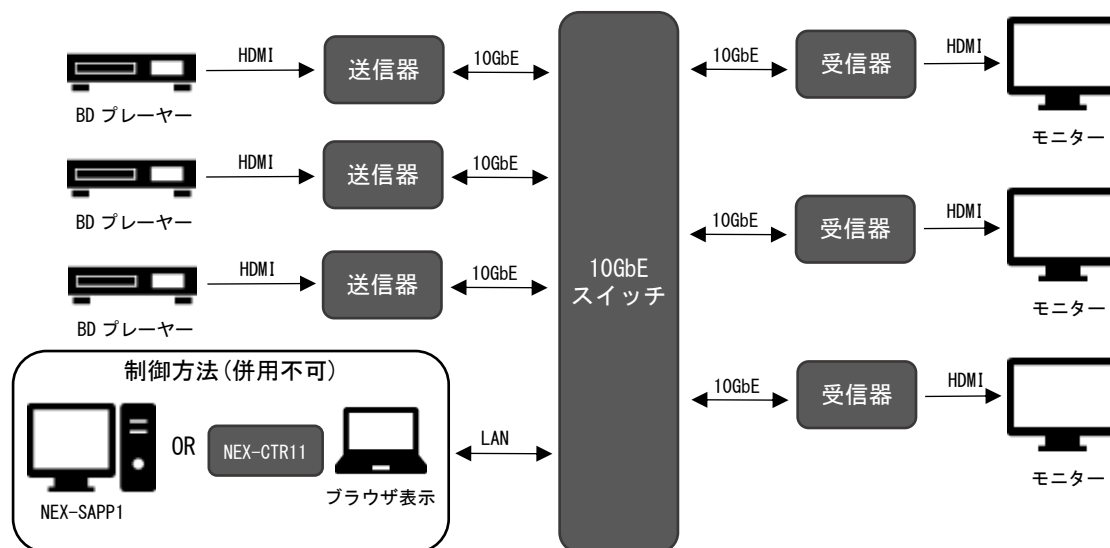 HDMI
送信器
10GbE
BD プレーヤー
HDMI
送信器
10GbE
BD プレーヤー
HDMI
送信器
10GbE
BD プレーヤー
制御方法(併用不可)
NEX-SAPP1
OR
NEX-CTR11
ブラウザ表示
LAN
10GbE
スイッチ
10GbE
受信器
HDMI
モニター
10GbE
受信器
HDMI
モニター
10GbE
受信器
HDMI
モニター